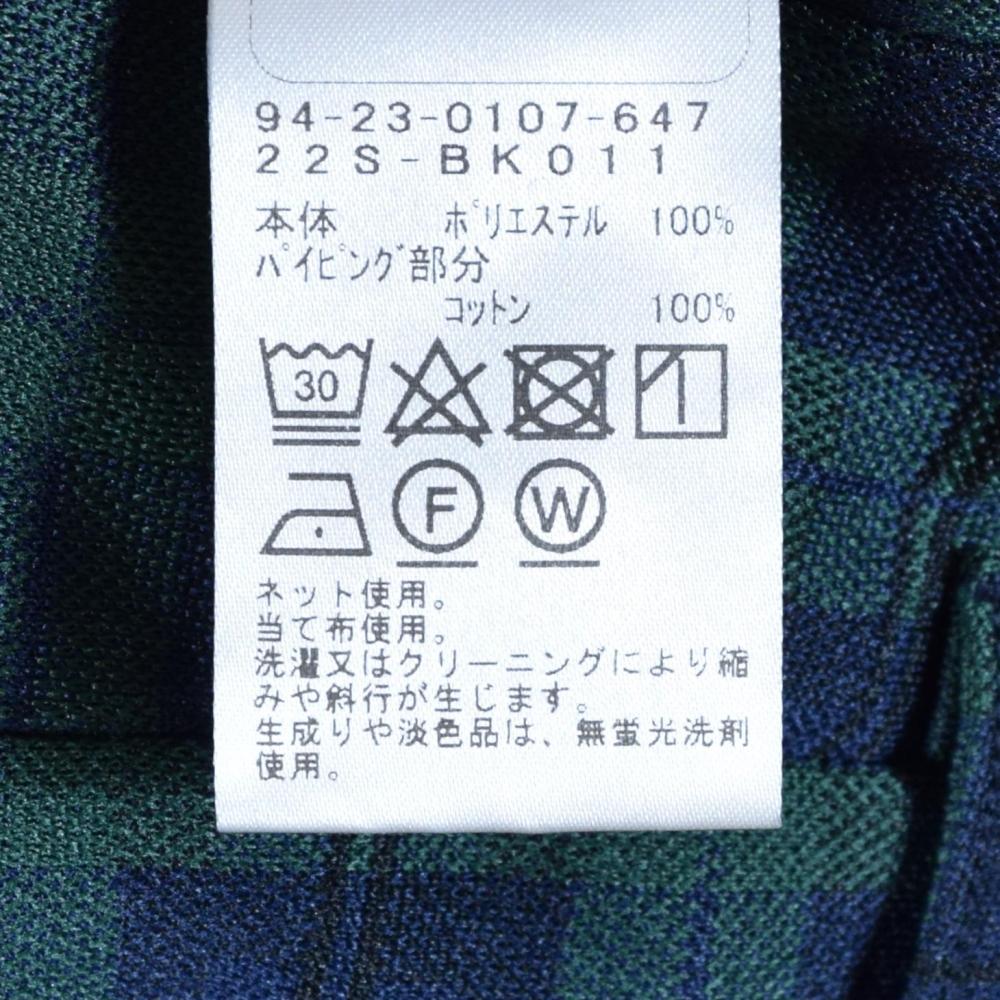 94-23-0107-647
22S-BK011
本体 ﾎﾟﾘｴｽﾃﾙ 100%
ﾊﾟｲﾋﾟﾝｸﾞ部分
ｺｯﾄﾝ 100%
30
F W
ネット使用。
当て布使用。
洗濯又はクリーニングにより縮
みや斜行が生じます。
生成りや淡色品は、無蛍光洗剤
使用。